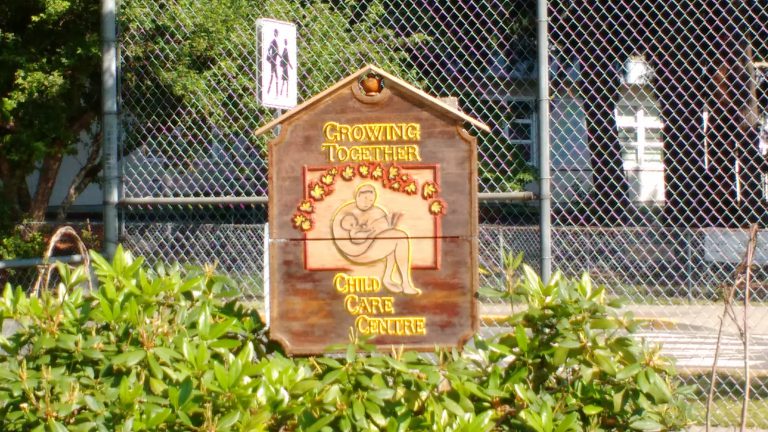 GROWING
TOGETHER
CHILD
CARE
CENTRE